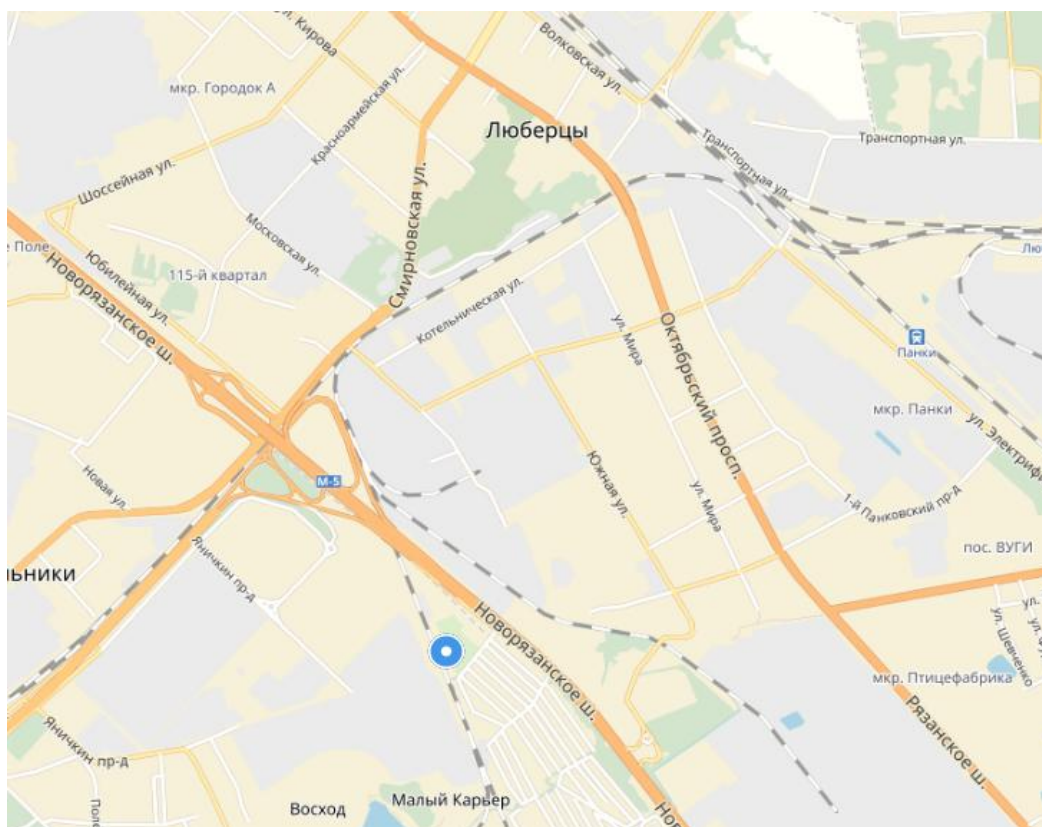 ул. Кирова
Волковская ул.
мкр. Городок А
Красноармейская ул.
Люберцы
Транспортная ул.
Транспортная ул.
Шоссейная ул.
Смирновская ул.
Московская ул.
е Поле
115-й квартал
Юбилейная ул.
Новорязанское ш.
Котельническая ул.
ул. Мира
Октябрьский просп.
Лю
Панки
мкр. Панки
ул. Электрифи
М-5
Новая ул.
Южная ул.
ул. Мира
1-й Панковский пр-д
пос. ВУГИ
Яничкин пр-д
льники
Новорязанское ш.
ул.
ул. Шевченко
мкр. Птицефабрика
Рязанское ш.
Яничкин пр-д
Восход
Малый Карьер